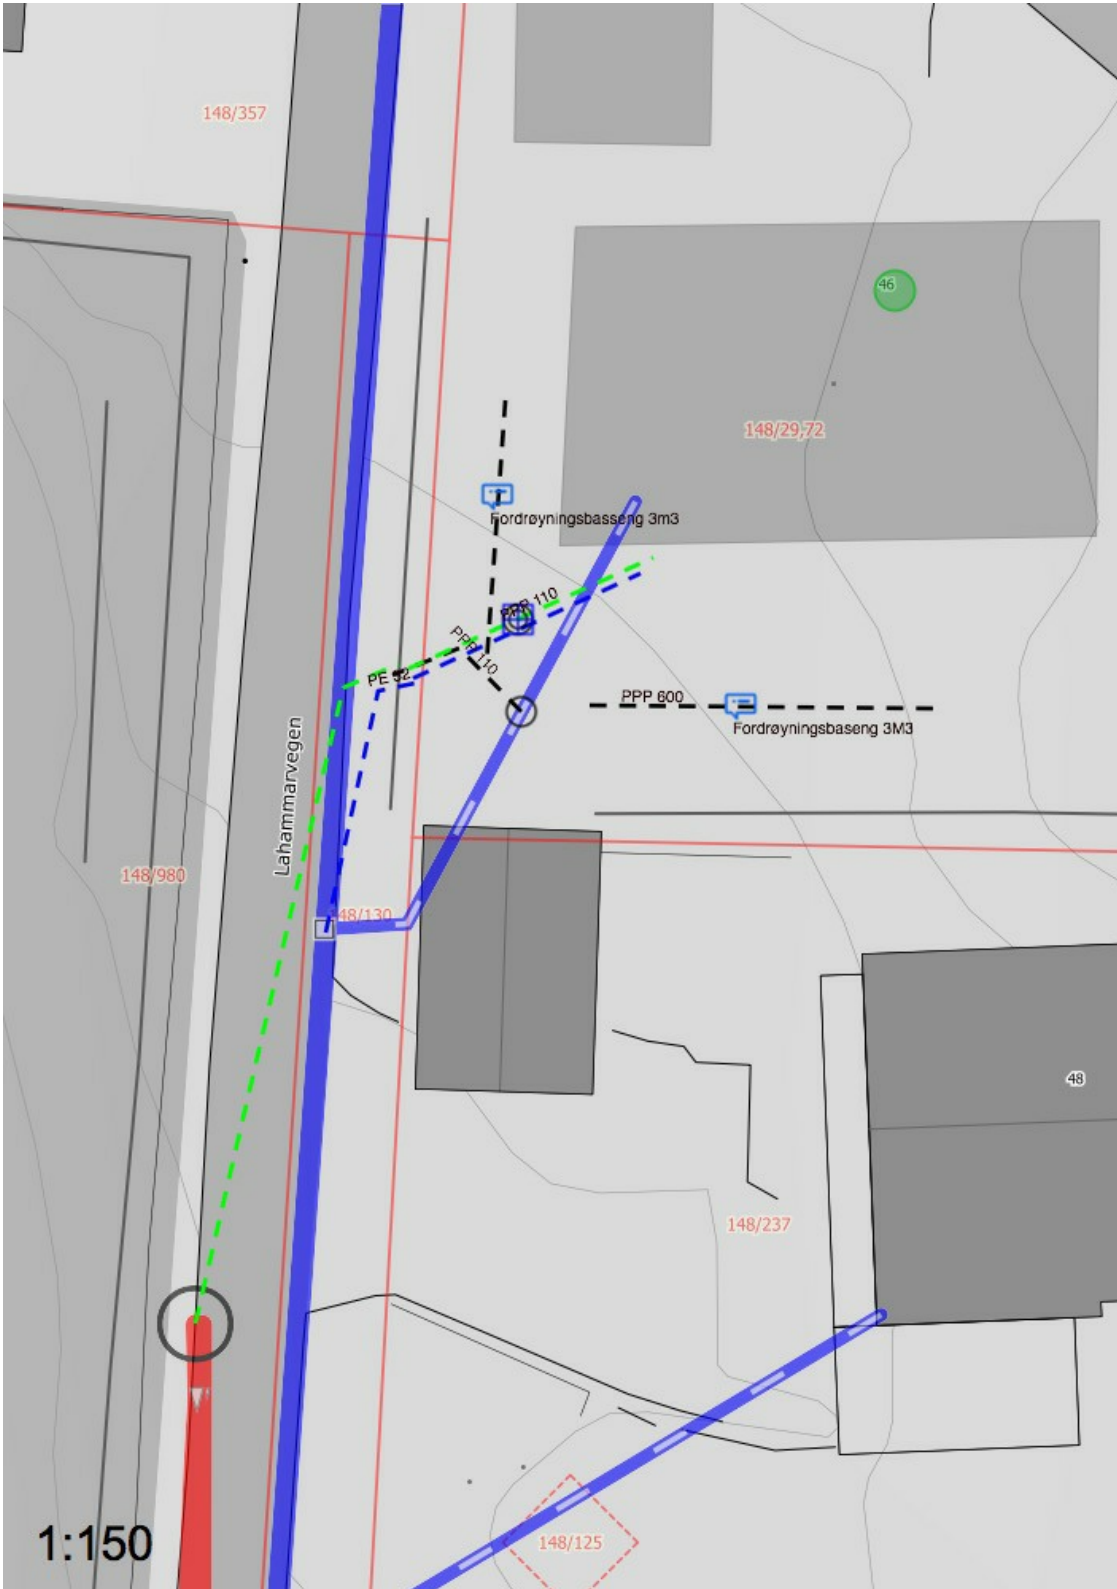 148/357
46
148/29,72
Fordrøyningsbasseng 3m3
PPP 110
PPP 110
PE 32
PPP 600
Fordrøyningsbaseng 3M3
Lahammarvegen
148/980
148/130
48
148/237
148/125
1:150